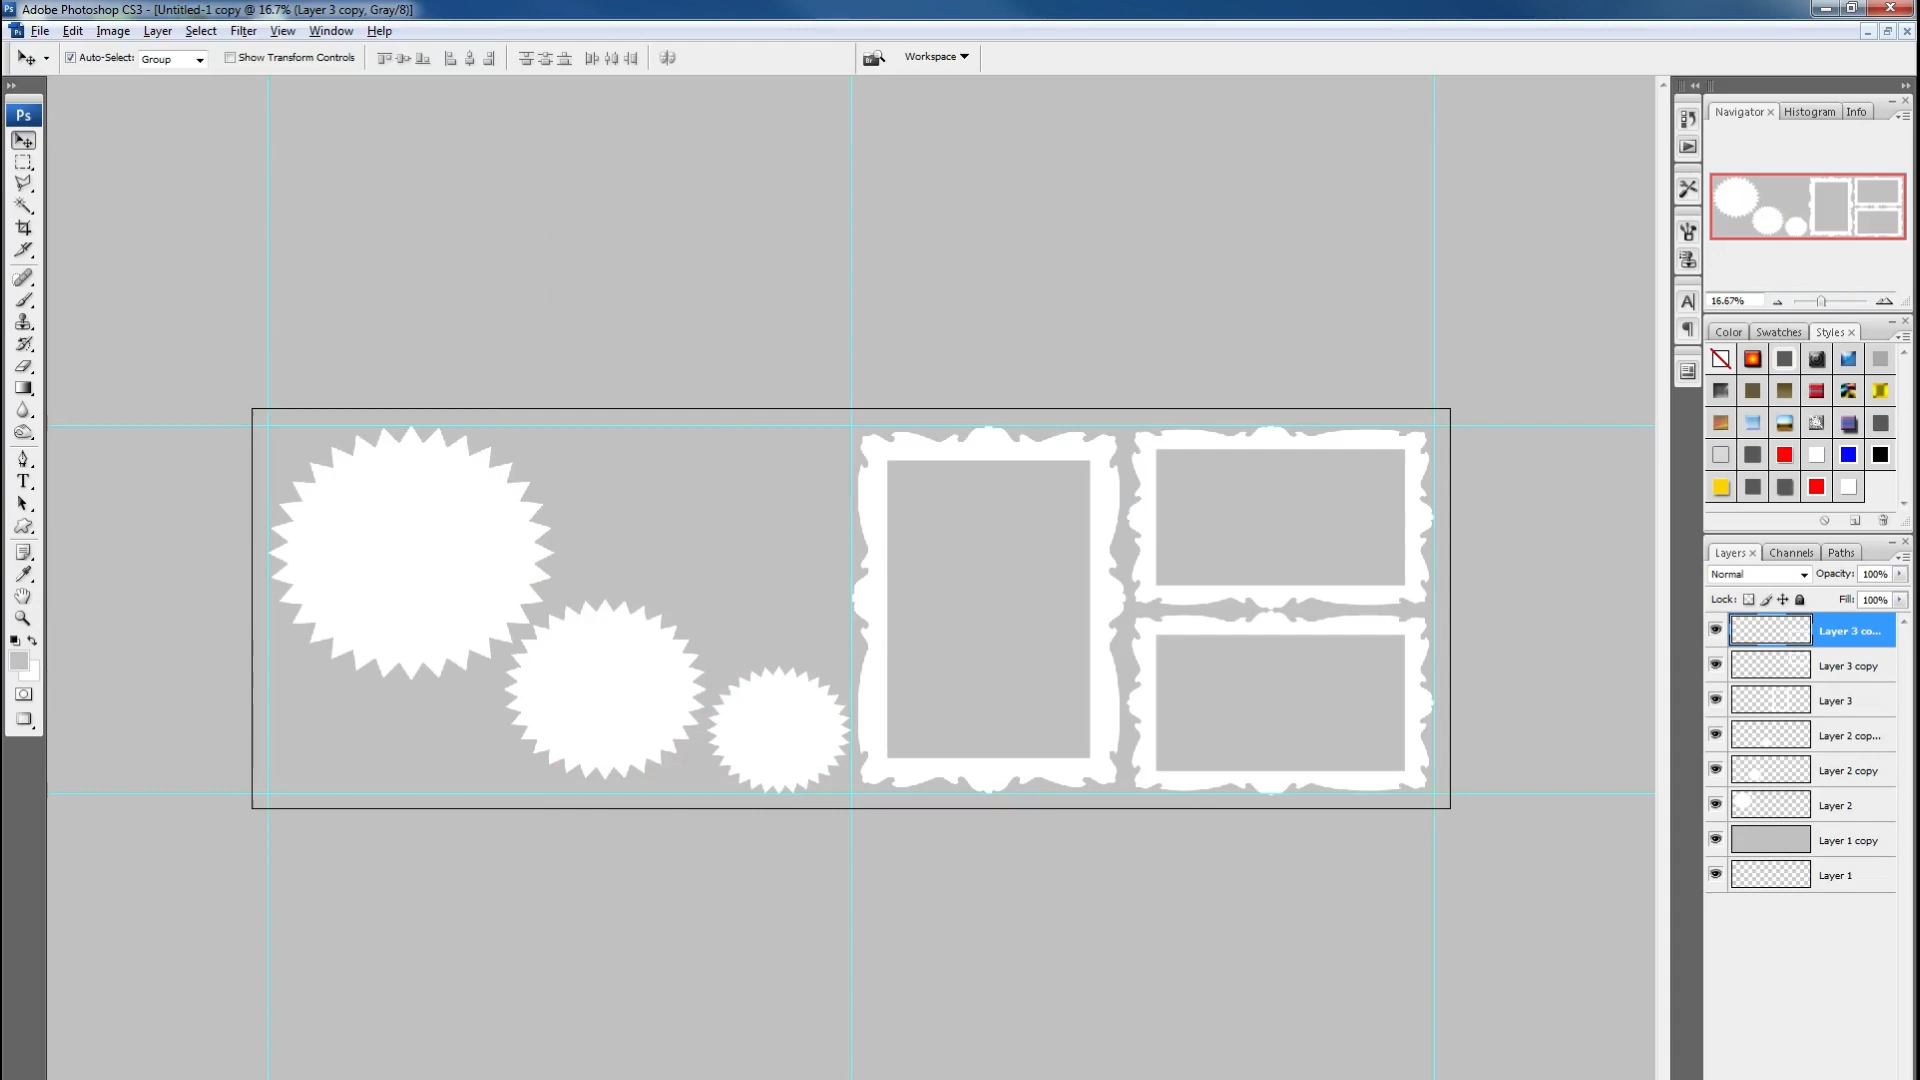 Adobe Photoshop CS3 - [Untitled-1 copy @ 16.7% (Layer 3 copy, Gray/8)]
File Edit Image Layer Select Filter View Window Help
Auto-Select: Group Show Transform Controls Workspace
Ps
Navigator Histogram Info
16.67%
Color Swatches Styles
Layers Channels Paths
Normal Opacity: 100%
Lock: Fill: 100%
Layer 3 co...
Layer 3 copy
Layer 3
Layer 2 cop...
Layer 2 copy
Layer 2
Layer 1 copy
Layer 1